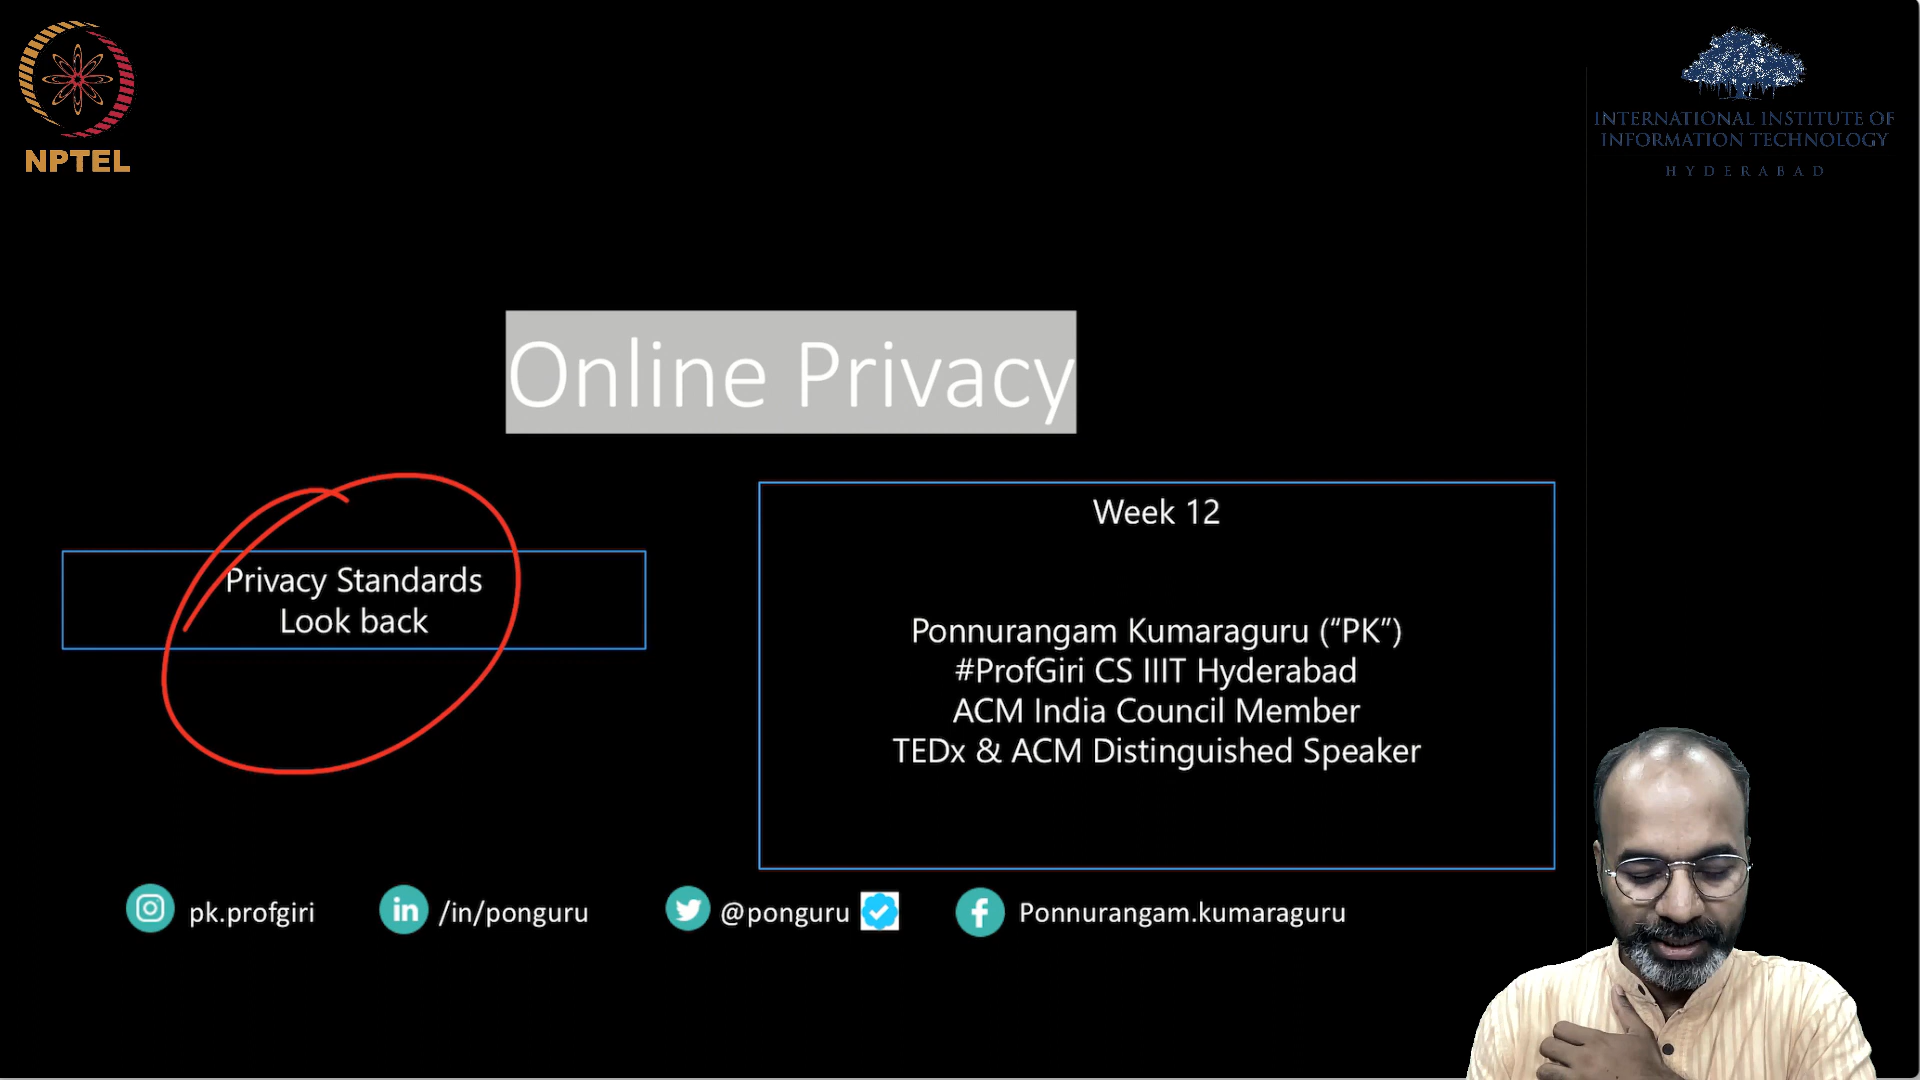 NPTEL
INTERNATIONAL INSTITUTE OF
INFORMATION TECHNOLOGY
HYDERABAD
Online Privacy
Privacy Standards
Look back
Week 12
Ponnurangam Kumaraguru (“PK”)
#ProfGiri CS IIIT Hyderabad
ACM India Council Member
TEDx & ACM Distinguished Speaker
pk.profgiri
in /in/ponguru
@ponguru
f Ponnurangam.kumaraguru